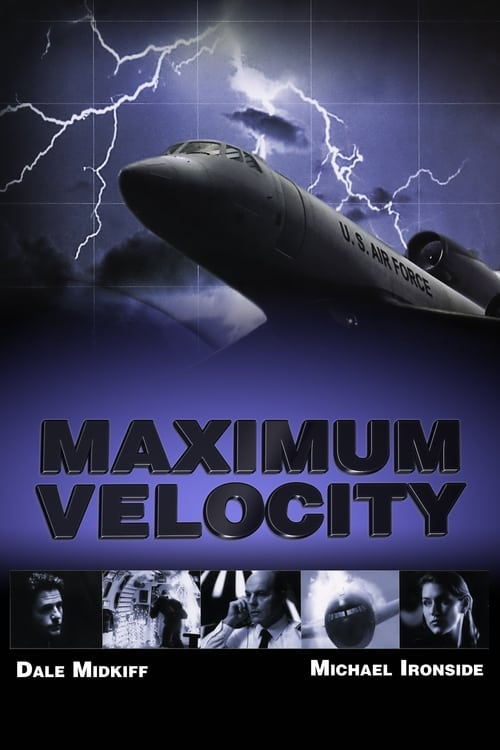 U.S. AIR FORCE
MAXIMUM
VELOCITY
DALE MIDKIFF
MICHAEL IRONSIDE